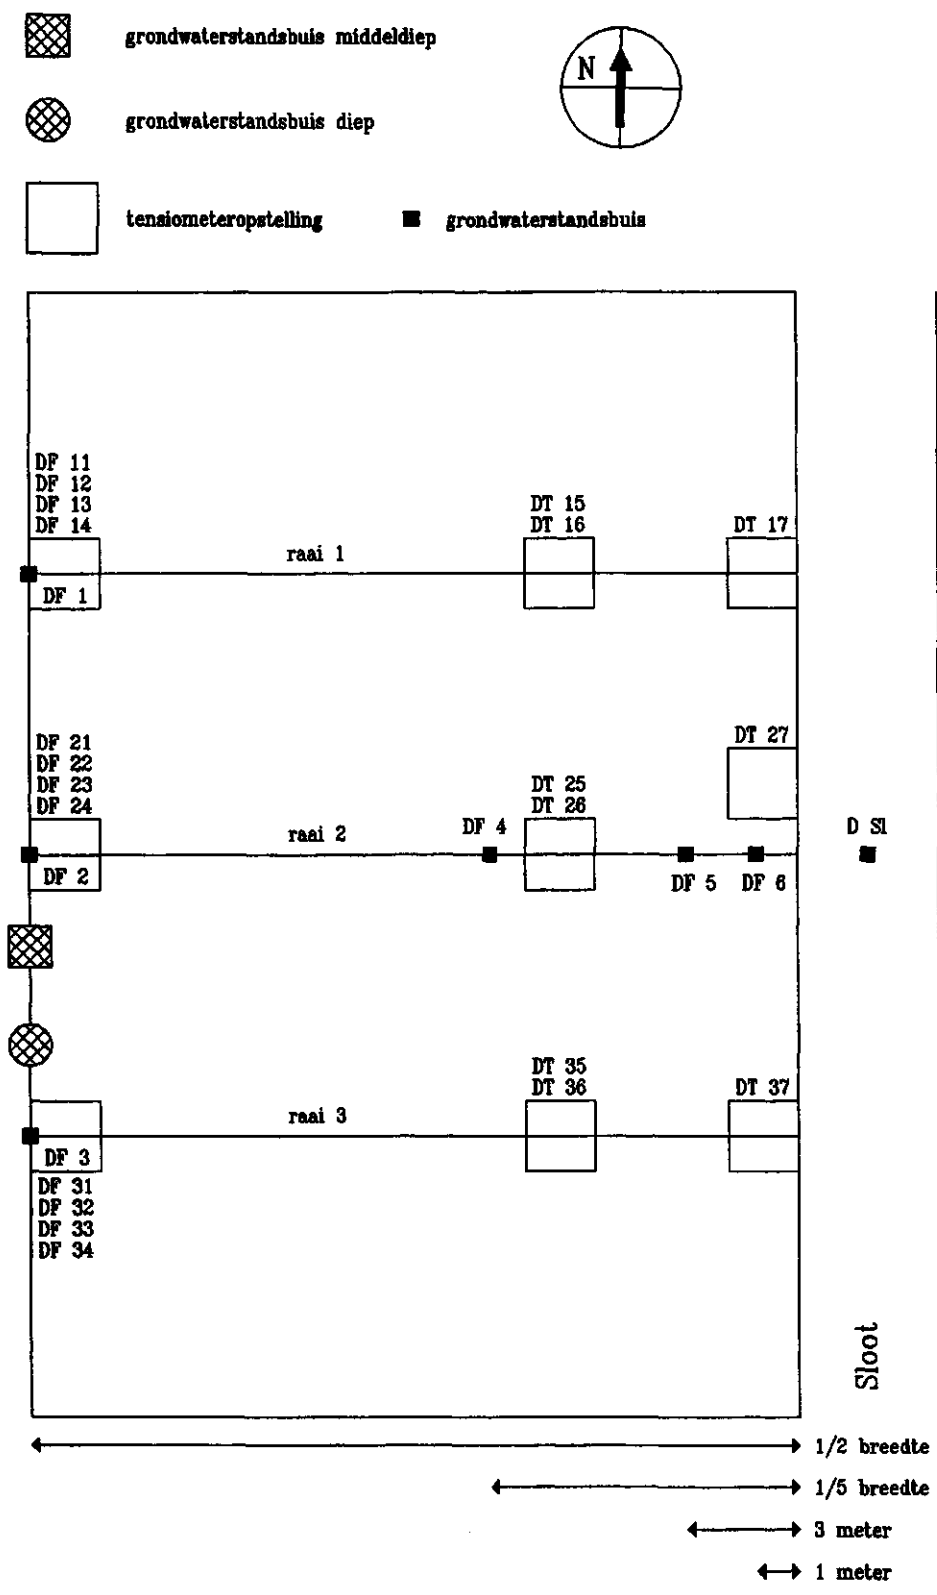 grondwaterstandsbuis middeldiep
N
grondwaterstandsbuis diep
tensiometeropstelling
grondwaterstandsbuis
DF 11
DF 12
DF 13
DF 14
DT 15
DT 16
DT 17
raai 1
DF 1
DF 21
DF 22
DF 23
DF 24
DT 27
DT 25
DT 26
raai 2
DF 4
D Sl
DF 2
DF 5
DF 6
DT 35
DT 36
DT 37
raai 3
DF 3
DF 31
DF 32
DF 33
DF 34
Sloot
1/2 breedte
1/5 breedte
3 meter
1 meter